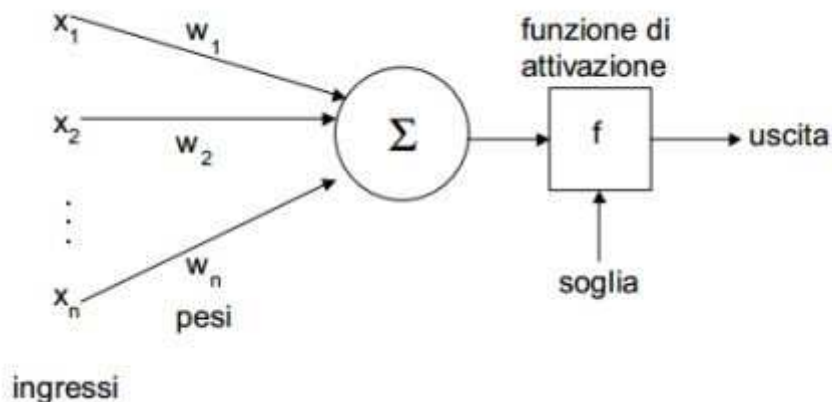 x1
w1
funzione di
attivazione
x2
w2
Σ
f
uscita
...
wn
soglia
xn
pesi
ingressi